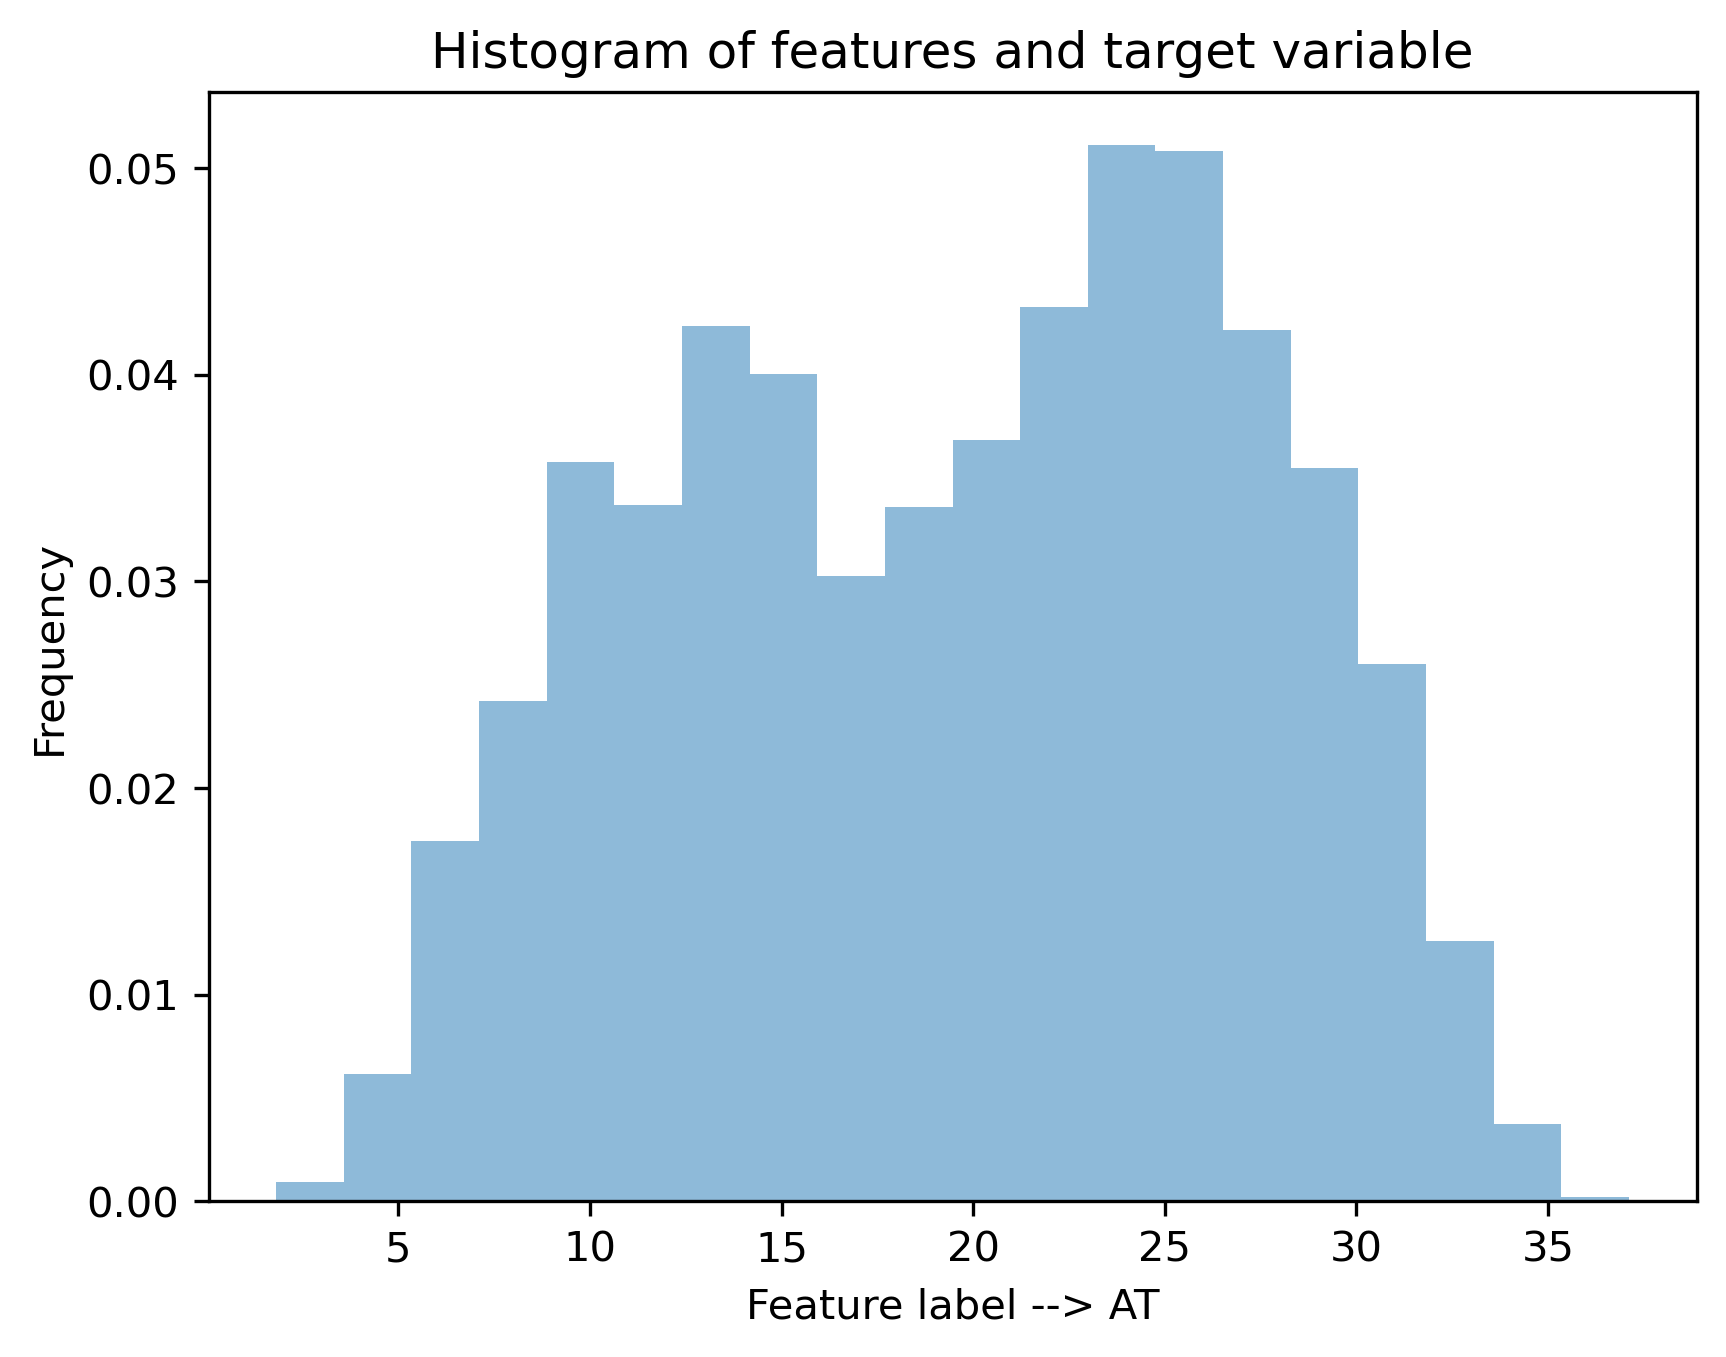 Histogram of features and target variable
0.05
0.04
0.03
0.02
0.01
0.00
Frequency
5 10 15 20 25 30 35
Feature label --> AT